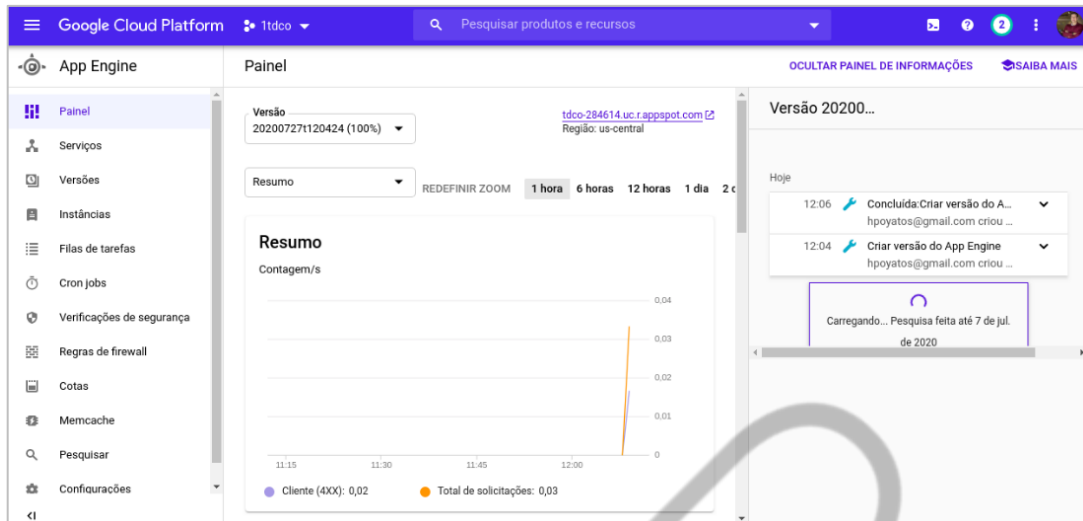 Google Cloud Platform
1tdco
Pesquisar produtos e recursos
2
App Engine
Painel
OCULTAR PAINEL DE INFORMAÇÕES
SAIBA MAIS
Painel
Serviços
Versões
Instâncias
Filas de tarefas
Cron jobs
Verificações de segurança
Regras de firewall
Cotas
Memcache
Pesquisar
Configurações
Versão
20200727t120424 (100%)
tdco-284614.uc.r.appspot.com
Região: us-central
Resumo
REDEFINIR ZOOM 1 hora 6 horas 12 horas 1 dia 2
Resumo
Contagem/s
0,04
0,03
0,02
0,01
0
11:15 11:30 11:45 12:00
Cliente (4XX): 0,02 Total de solicitações: 0,03
Versão 20200...
Hoje
12:06 Concluída:Criar versão do A...
hpoyatos@gmail.com criou ...
12:04 Criar versão do App Engine
hpoyatos@gmail.com criou ...
Carregando... Pesquisa feita até 7 de jul.
de 2020